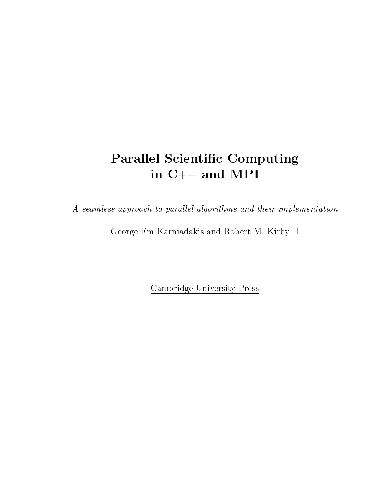 Parallel Scientific Computing
in C++ and MPI
A seamless approach to parallel algorithms and their implementation
George Em Karniadakis and Robert M. Kirby II
Cambridge University Press